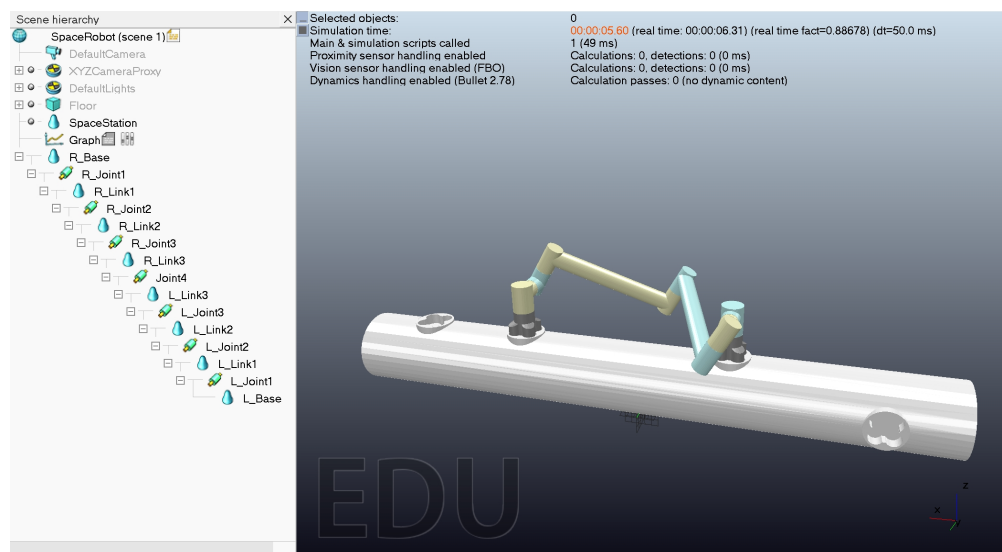 Scene hierarchy
SpaceRobot (scene 1)
DefaultCamera
XYZCameraProxy
DefaultLights
Floor
SpaceStation
Graph
R_Base
R_Joint1
R_Link1
R_Joint2
R_Link2
R_Joint3
R_Link3
Joint4
L_Link3
L_Joint3
L_Link2
L_Joint2
L_Link1
L_Joint1
L_Base
Selected objects: 0
Simulation time: 00:00:05.60 (real time: 00:00:06.31) (real time fact=0.88678) (dt=50.0 ms)
Main & simulation scripts called 1 (49 ms)
Proximity sensor handling enabled Calculations: 0, detections: 0 (0 ms)
Vision sensor handling enabled (FBO) Calculations: 0, detections: 0 (0 ms)
Dynamics handling enabled (Bullet 2.78) Calculation passes: 0 (no dynamic content)
EDU
z
x
y